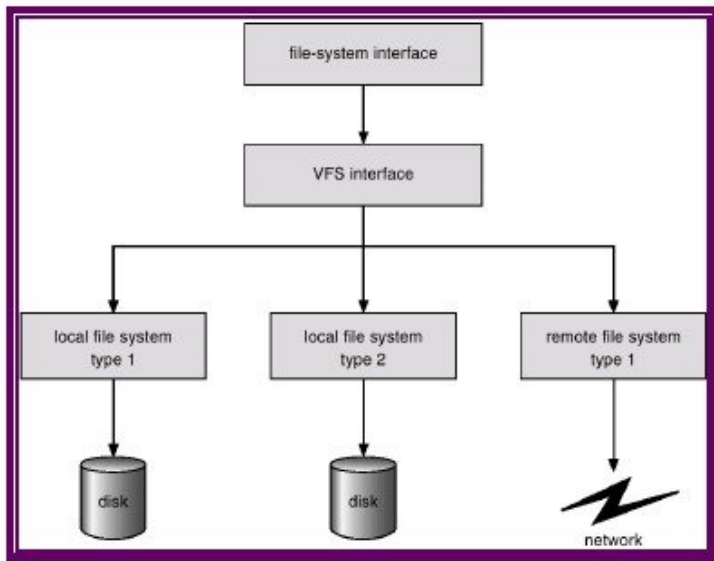 file-system interface
VFS interface
local file system
type 1
local file system
type 2
remote file system
type 1
disk
disk
network